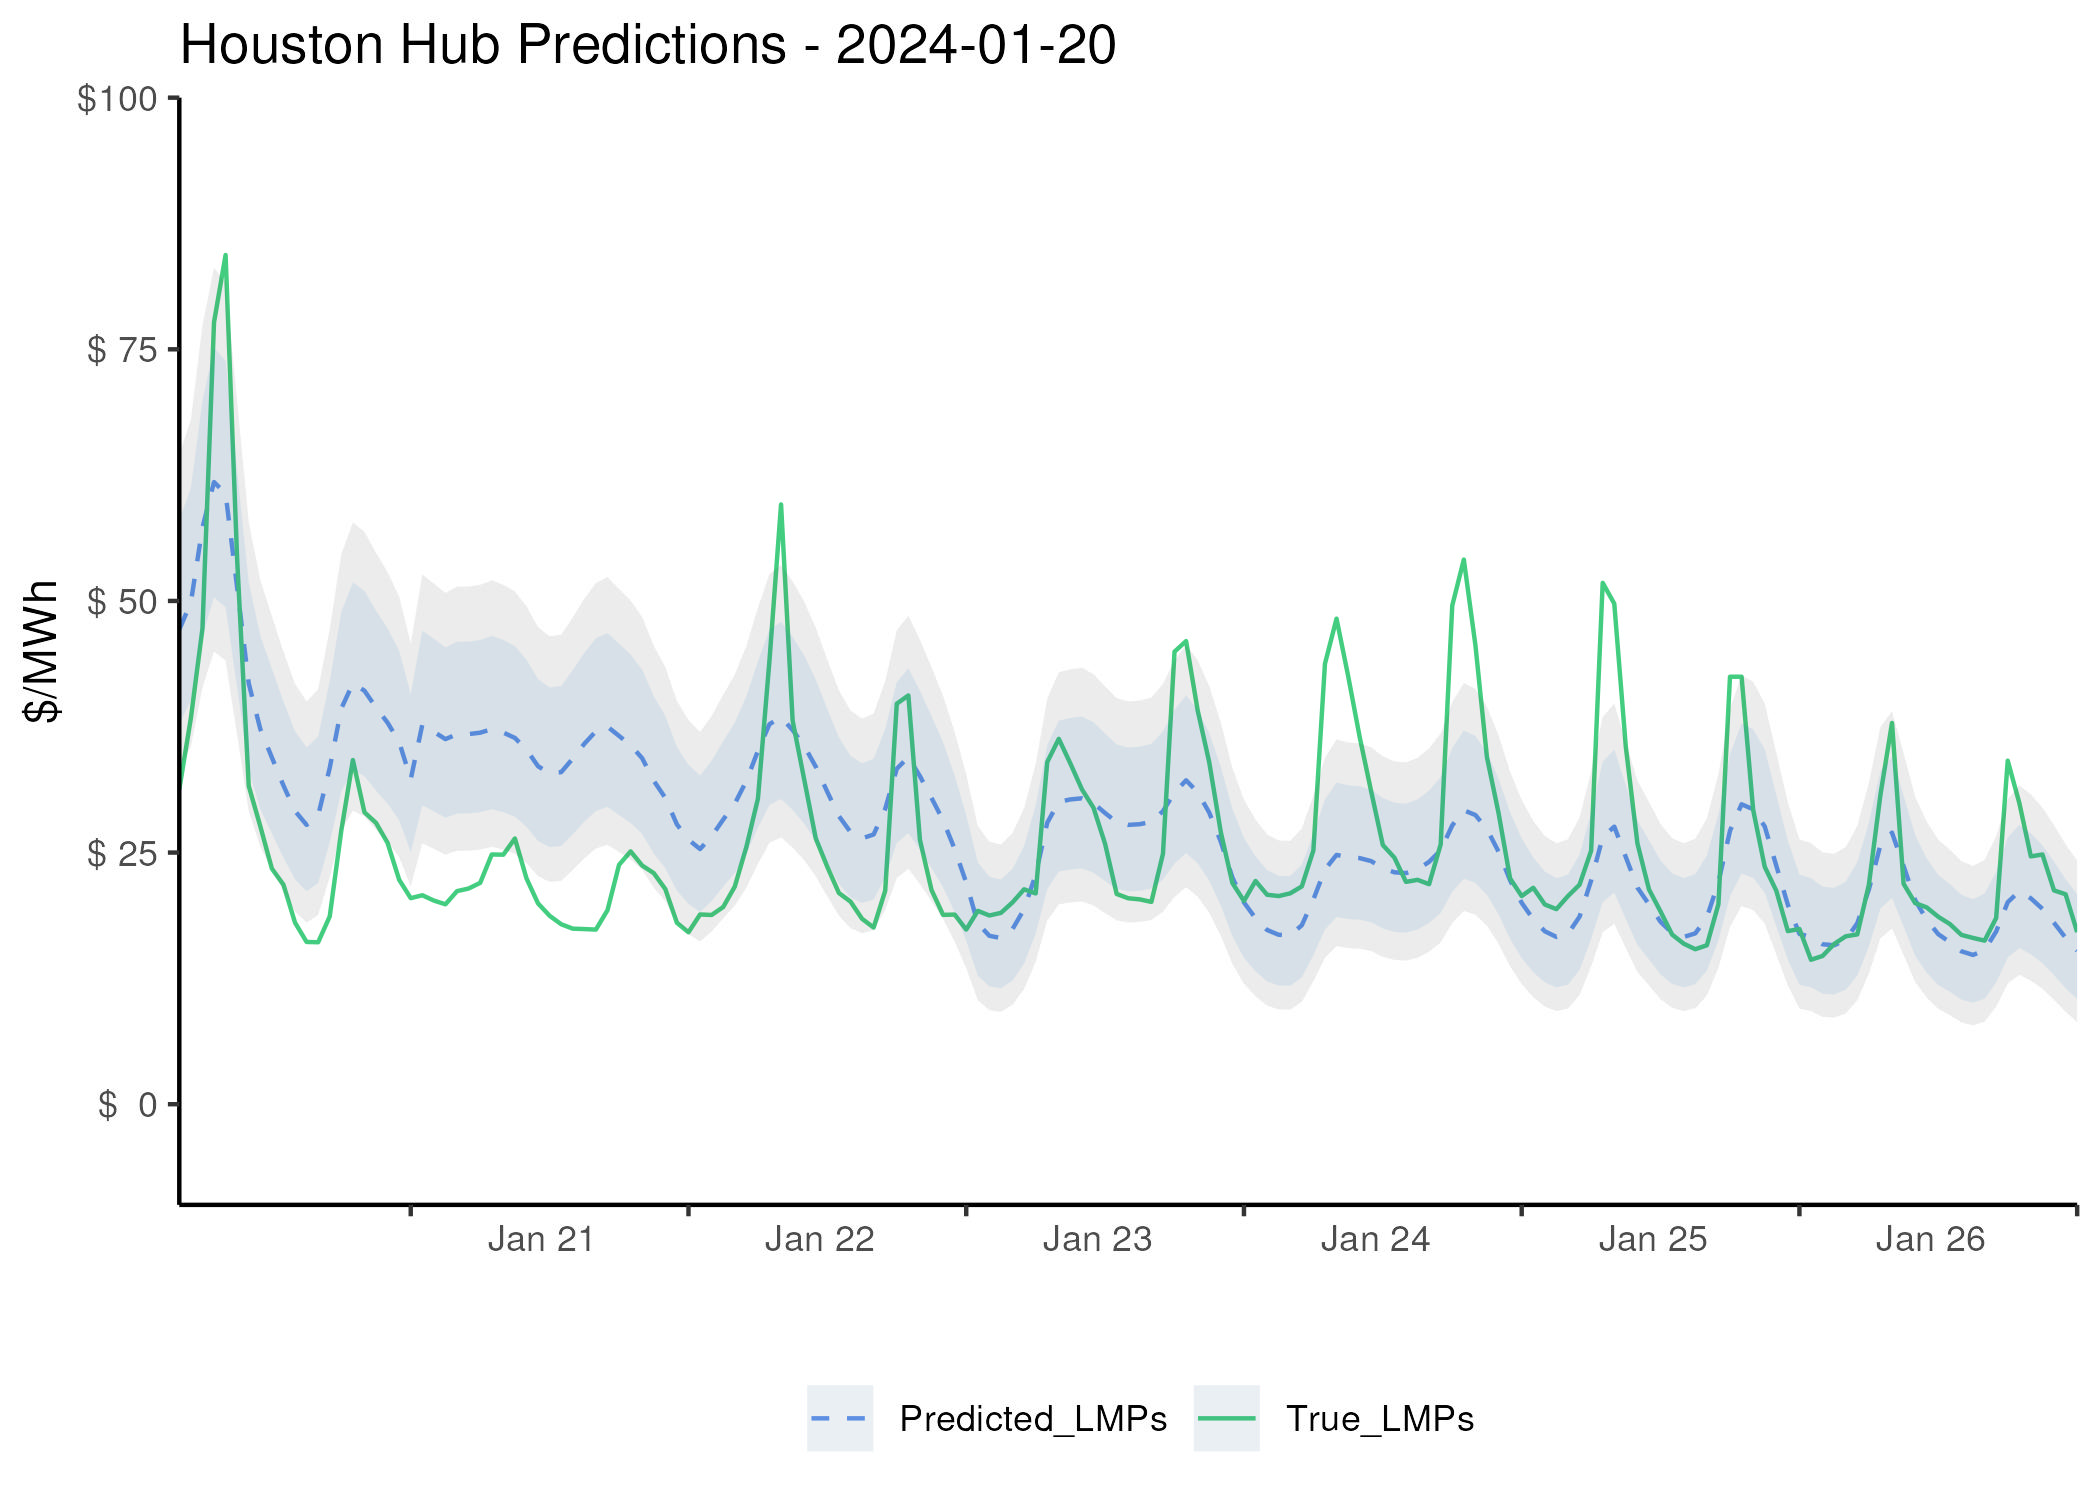 Houston Hub Predictions - 2024-01-20
$100
$ 75
$ 50
$ 25
$ 0
$/MWh
Jan 21 Jan 22 Jan 23 Jan 24 Jan 25 Jan 26
Predicted_LMPs True_LMPs